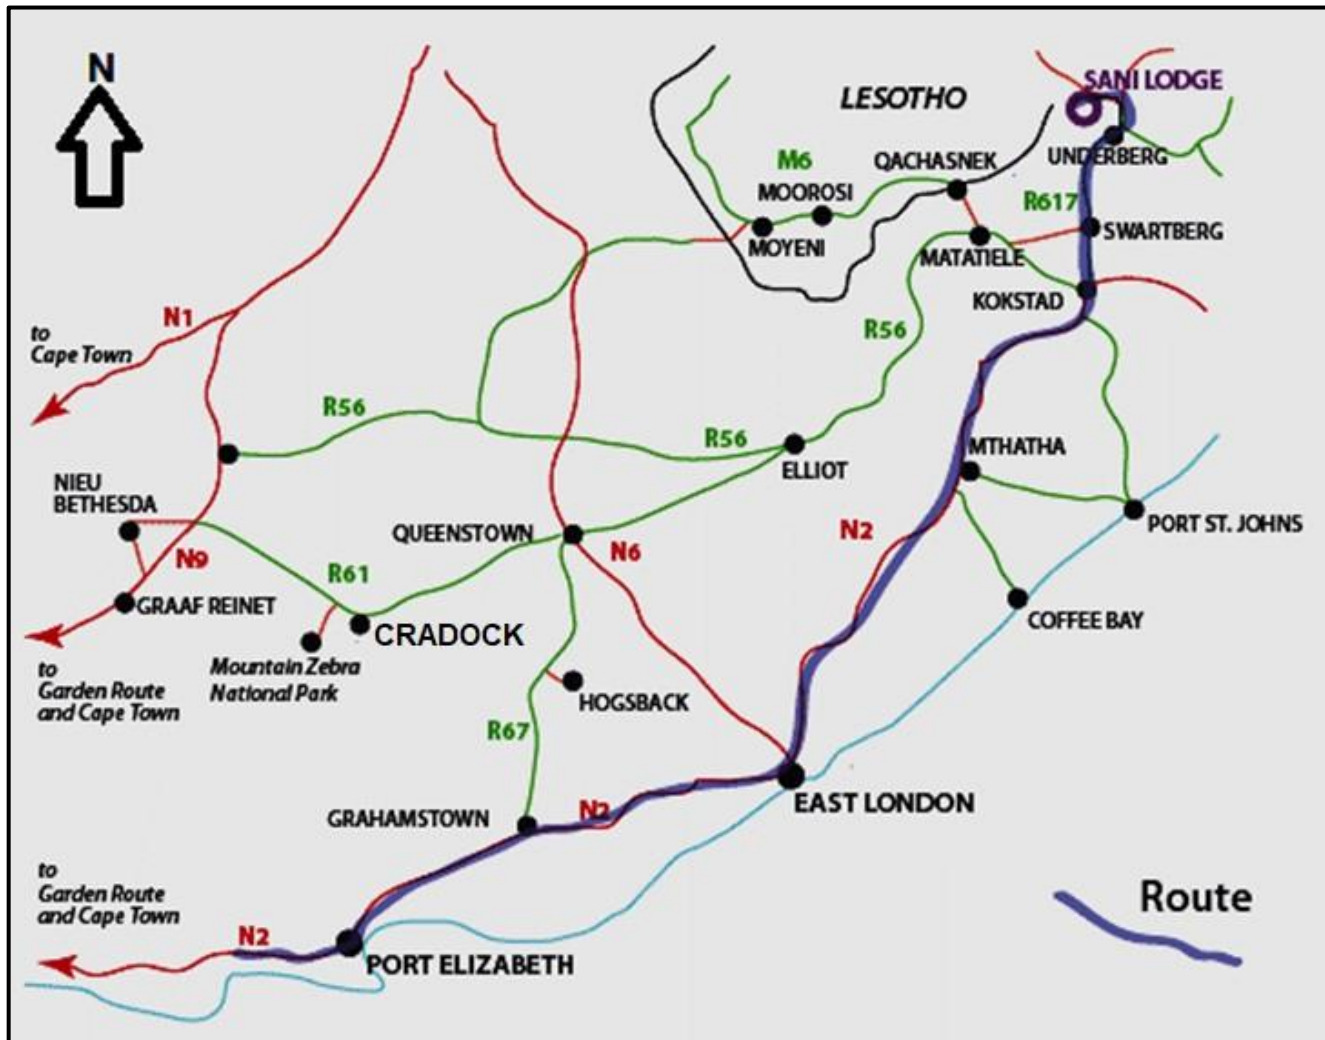 N
SANI LODGE
LESOTHO
UNDERBERG
M6
QACHASNEK
MOOROSI
R617
MOYENI
MATATIELE
SWARTBERG
KOKSTAD
N1
to
Cape Town
R56
R56
R56
ELLIOT
MTHATHA
NIEU
BETHESDA
QUEENSTOWN
N2
PORT ST. JOHNS
N9
R61
N6
GRAAF REINET
CRADOCK
COFFEE BAY
Mountain Zebra
National Park
to
Garden Route
and Cape Town
HOGSBACK
R67
EAST LONDON
GRAHAMSTOWN
N2
to
Garden Route
and Cape Town
Route
N2
PORT ELIZABETH